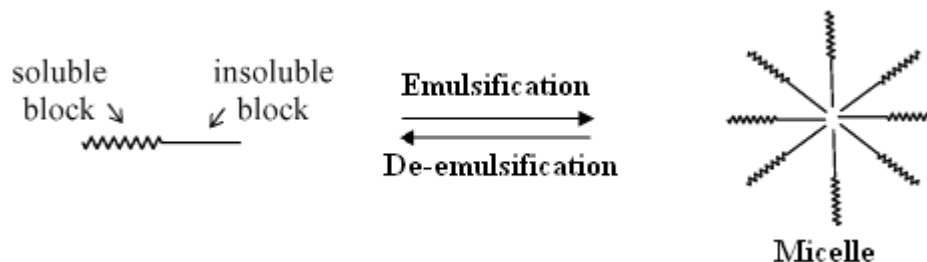 soluble
block
insoluble
block
Emulsification
De-emulsification
Micelle